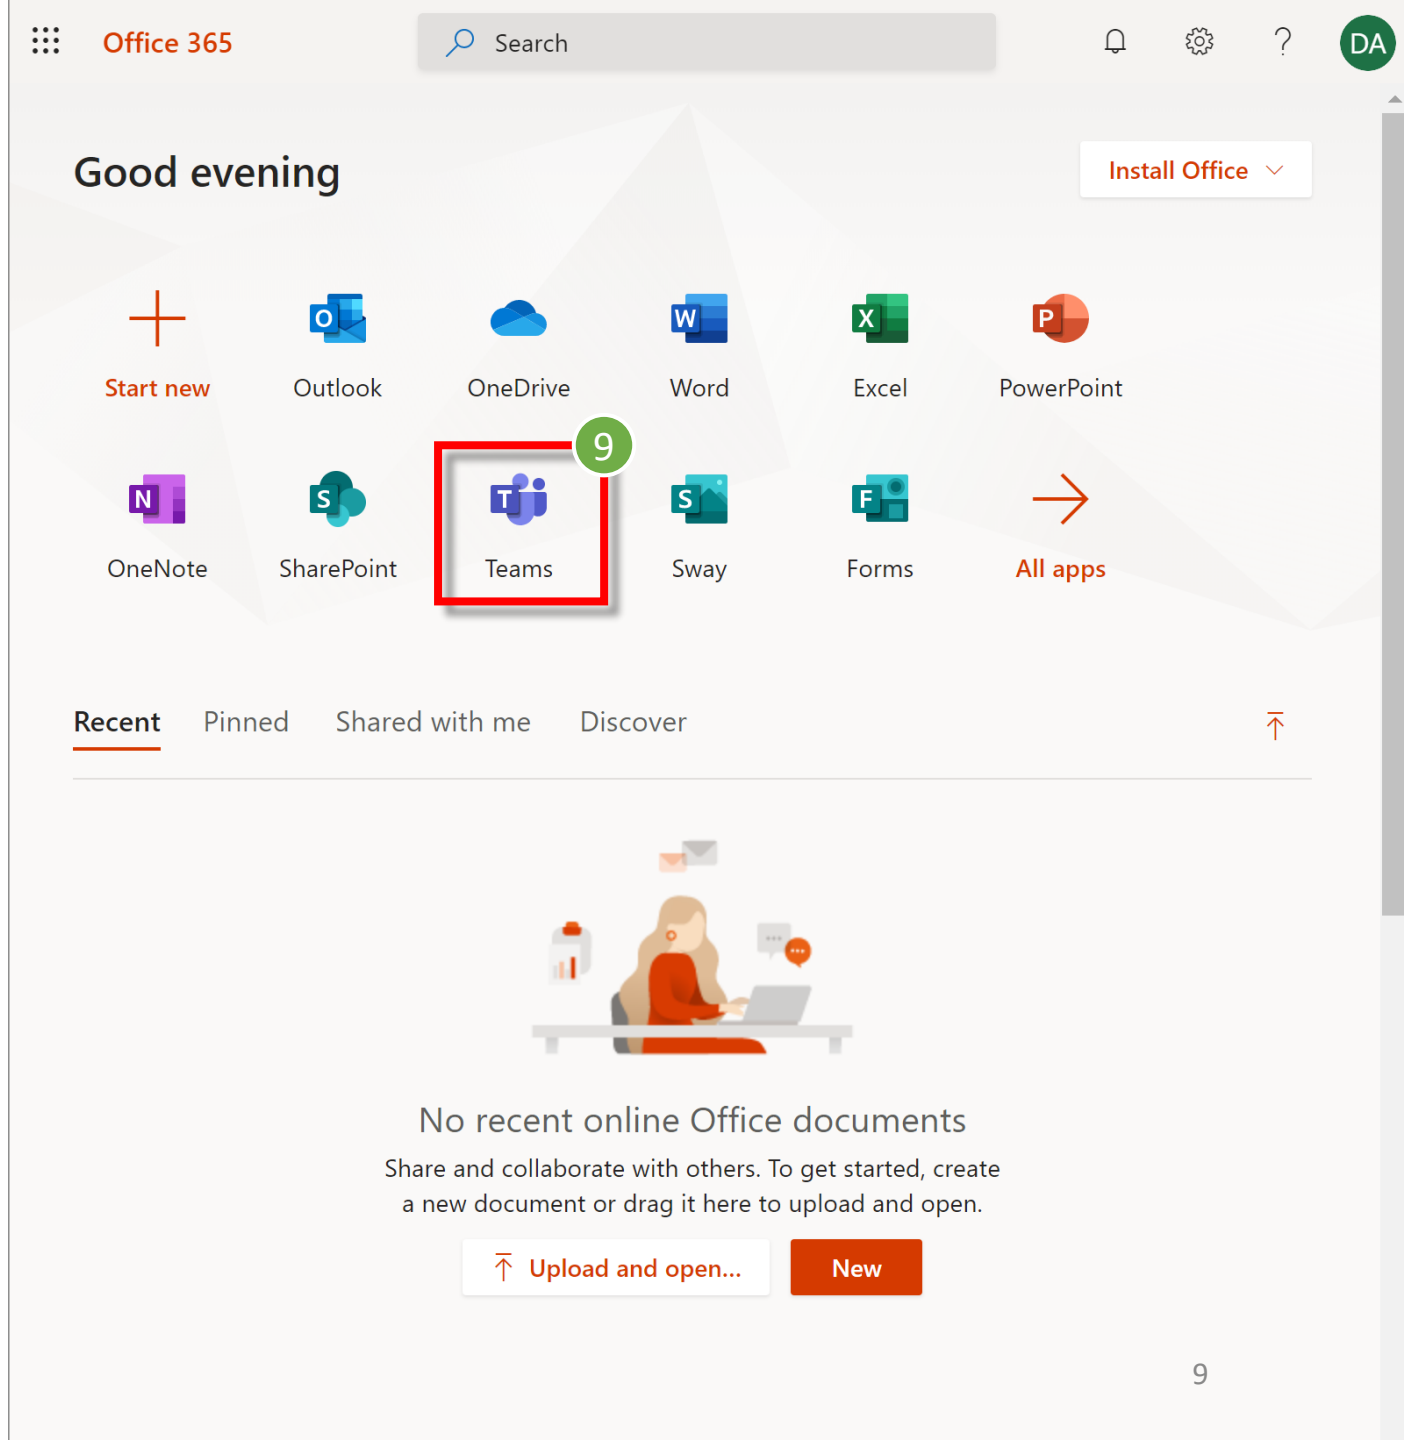 Office 365
Search
DA
Good evening
Install Office
Start new
O
Outlook
OneDrive
W
Word
X
Excel
P
PowerPoint
N
OneNote
S
SharePoint
9
T
Teams
S
Sway
F
Forms
All apps
Recent
Pinned
Shared with me
Discover
No recent online Office documents
Share and collaborate with others. To get started, create
a new document or drag it here to upload and open.
Upload and open...
New
9